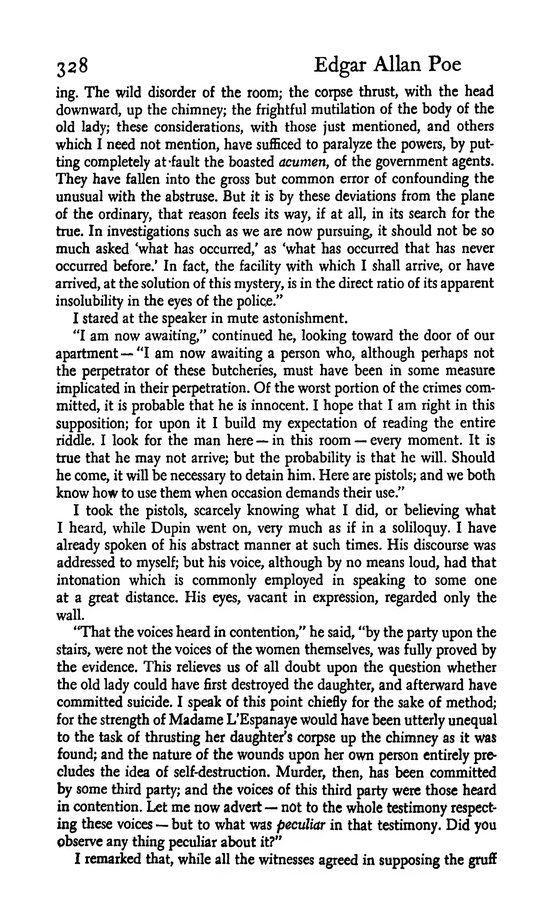 328 Edgar Allan Poe
ing. The wild disorder of the room; the corpse thrust, with the head
downward, up the chimney; the frightful mutilation of the body of the
old lady; these considerations, with those just mentioned, and others
which I need not mention, have sufficed to paralyze the powers, by put-
ting completely at fault the boasted acumen, of the government agents.
They have fallen into the gross but common error of confounding the
unusual with the abstruse. But it is by these deviations from the plane
of the ordinary, that reason feels its way, if at all, in its search for the
true. In investigations such as we are now pursuing, it should not be so
much asked ‘what has occurred,’ as ‘what has occurred that has never
occurred before.’ In fact, the facility with which I shall arrive, or have
arrived, at the solution of this mystery, is in the direct ratio of its apparent
insolubility in the eyes of the police.”
I stared at the speaker in mute astonishment.
“I am now awaiting,” continued he, looking toward the door of our
apartment — “I am now awaiting a person who, although perhaps not
the perpetrator of these butcheries, must have been in some measure
implicated in their perpetration. Of the worst portion of the crimes com-
mitted, it is probable that he is innocent. I hope that I am right in this
supposition; for upon it I build my expectation of reading the entire
riddle. I look for the man here — in this room — every moment. It is
true that he may not arrive; but the probability is that he will. Should
he come, it will be necessary to detain him. Here are pistols; and we both
know how to use them when occasion demands their use.”
I took the pistols, scarcely knowing what I did, or believing what
I heard, while Dupin went on, very much as if in a soliloquy. I have
already spoken of his abstract manner at such times. His discourse was
addressed to myself; but his voice, although by no means loud, had that
intonation which is commonly employed in speaking to some one
at a great distance. His eyes, vacant in expression, regarded only the
wall.
“That the voices heard in contention,” he said, “by the party upon the
stairs, were not the voices of the women themselves, was fully proved by
the evidence. This relieves us of all doubt upon the question whether
the old lady could have first destroyed the daughter, and afterward have
committed suicide. I speak of this point chiefly for the sake of method;
for the strength of Madame L’Espanaye would have been utterly unequal
to the task of thrusting her daughter’s corpse up the chimney as it was
found; and the nature of the wounds upon her own person entirely pre-
cludes the idea of self-destruction. Murder, then, has been committed
by some third party; and the voices of this third party were those heard
in contention. Let me now advert — not to the whole testimony respect-
ing these voices — but to what was peculiar in that testimony. Did you
observe any thing peculiar about it?”
I remarked that, while all the witnesses agreed in supposing the gruff